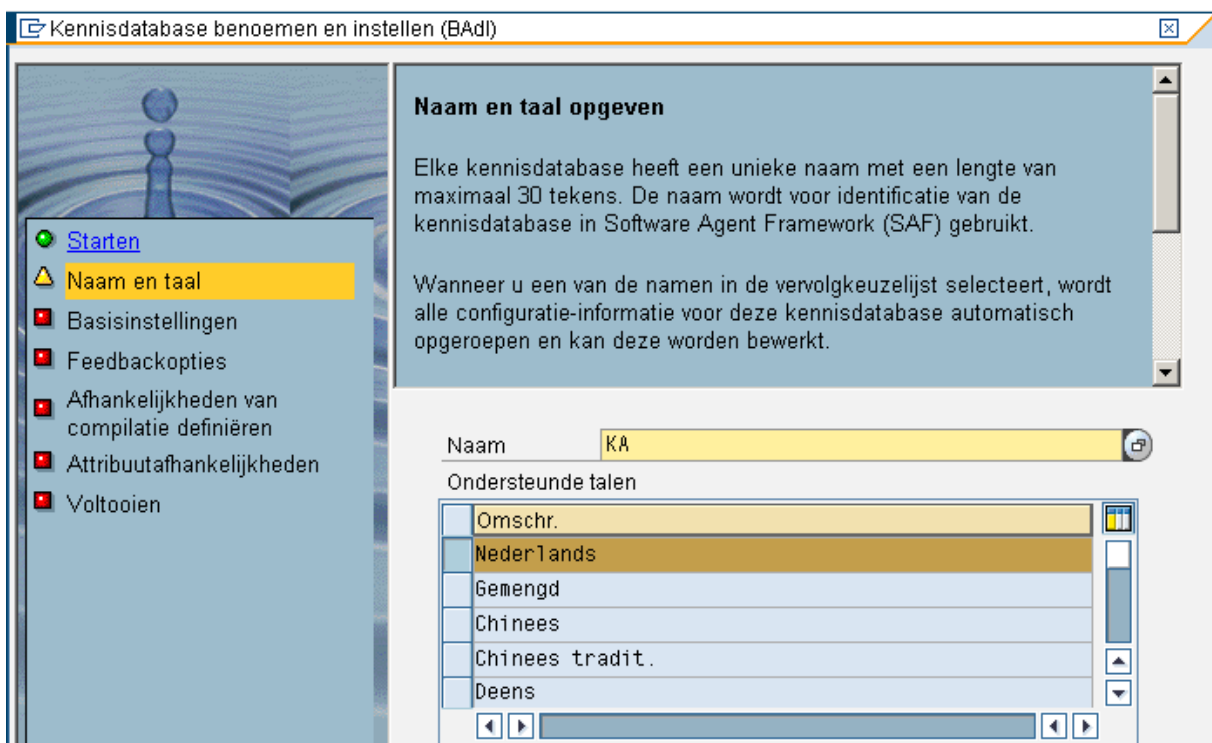 Kennisdatabase benoemen en instellen (BAdI)
Starten
Naam en taal
Basisinstellingen
Feedbackopties
Afhankelijkheden van
compilatie definiëren
Attribuutafhankelijkheden
Voltooien
Naam en taal opgeven
Elke kennisdatabase heeft een unieke naam met een lengte van
maximaal 30 tekens. De naam wordt voor identificatie van de
kennisdatabase in Software Agent Framework (SAF) gebruikt.
Wanneer u een van de namen in de vervolgkeuzelijst selecteert, wordt
alle configuratie-informatie voor deze kennisdatabase automatisch
opgeroepen en kan deze worden bewerkt.
Naam KA
Ondersteunde talen
Omschr.
Nederlands
Gemengd
Chinees
Chinees tradit.
Deens